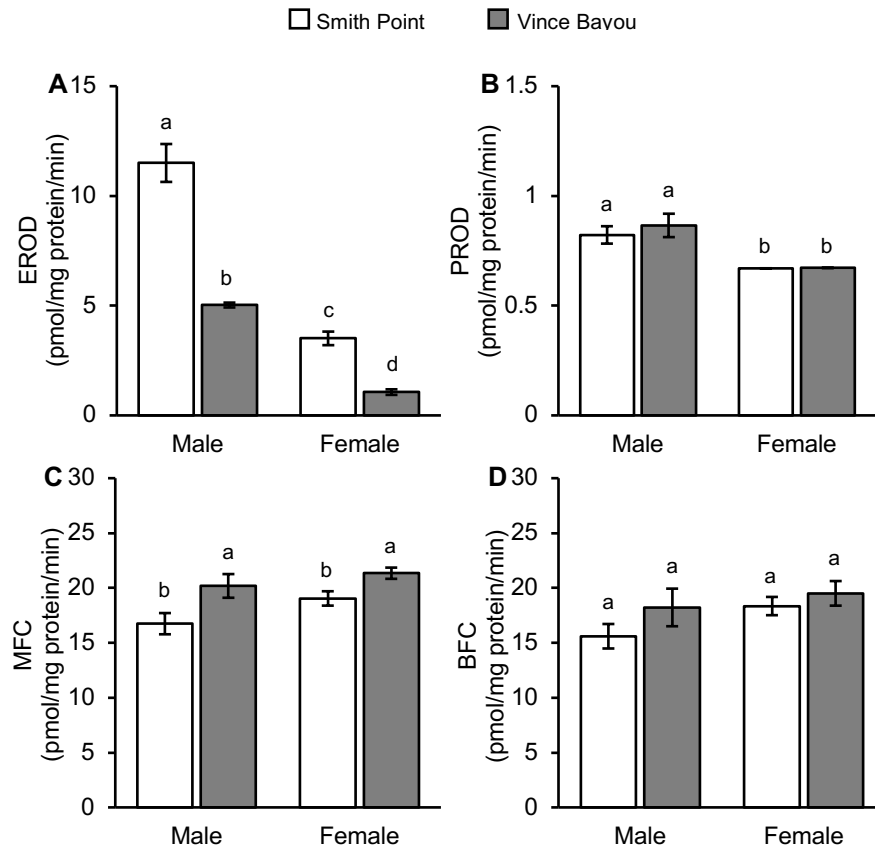 Smith Point Vince Bayou
A
EROD
(pmol/mg protein/min)
15
10
5
0
a
b
c
d
Male Female
B
PROD
(pmol/mg protein/min)
1.5
1
0.5
0
a a
b b
Male Female
C
MFC
(pmol/mg protein/min)
30
25
20
15
10
5
0
b a
b a
Male Female
D
BFC
(pmol/mg protein/min)
30
25
20
15
10
5
0
a a
a a
Male Female